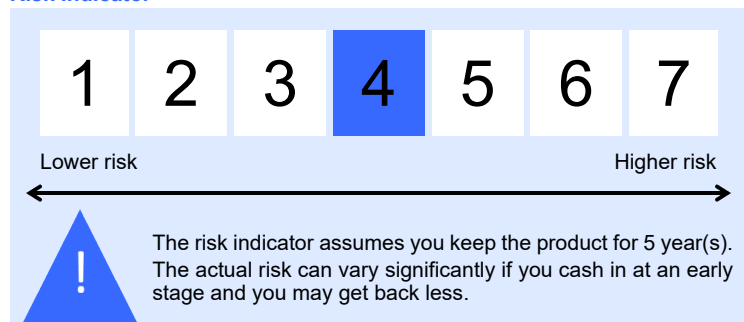 1 2 3 4 5 6 7
Lower risk Higher risk
The risk indicator assumes you keep the product for 5 year(s).
! The actual risk can vary significantly if you cash in at an early
stage and you may get back less.